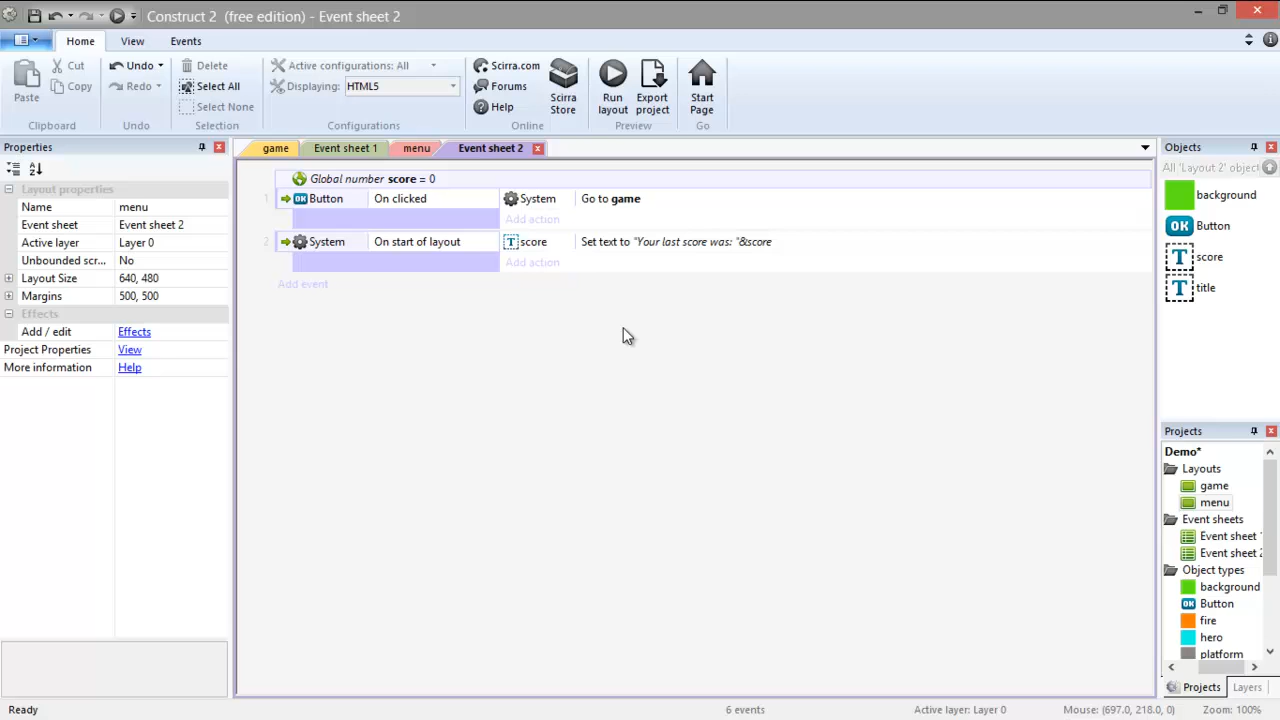 Construct 2 (free edition) - Event sheet 2
Home View Events
Paste
Cut
Copy
Clipboard
Undo
Redo
Undo
Delete
Select All
Select None
Selection
Active configurations: All
Displaying: HTML5
Configurations
Scirra.com
Forums
Help
Scirra Store
Online
Run layout
Export project
Preview
Start Page
Go
Properties
Layout properties
Name menu
Event sheet Event sheet 2
Active layer Layer 0
Unbounded scr... No
Layout Size 640, 480
Margins 500, 500
Effects
Add / edit Effects
Project Properties View
More information Help
game Event sheet 1 menu Event sheet 2
Global number score = 0
1 Button On clicked System Go to game
Add action
2 System On start of layout T score Set text to "Your last score was: "&score
Add action
Add event
Objects
All 'Layout 2' object
background
OK Button
T score
T title
Projects
Demo*
Layouts
game
menu
Event sheets
Event sheet
Event sheet 2
Object types
background
OK Button
fire
hero
platform
Projects Layers
Ready 6 events Active layer: Layer 0 Mouse: (697.0, 218.0, 0) Zoom: 100%